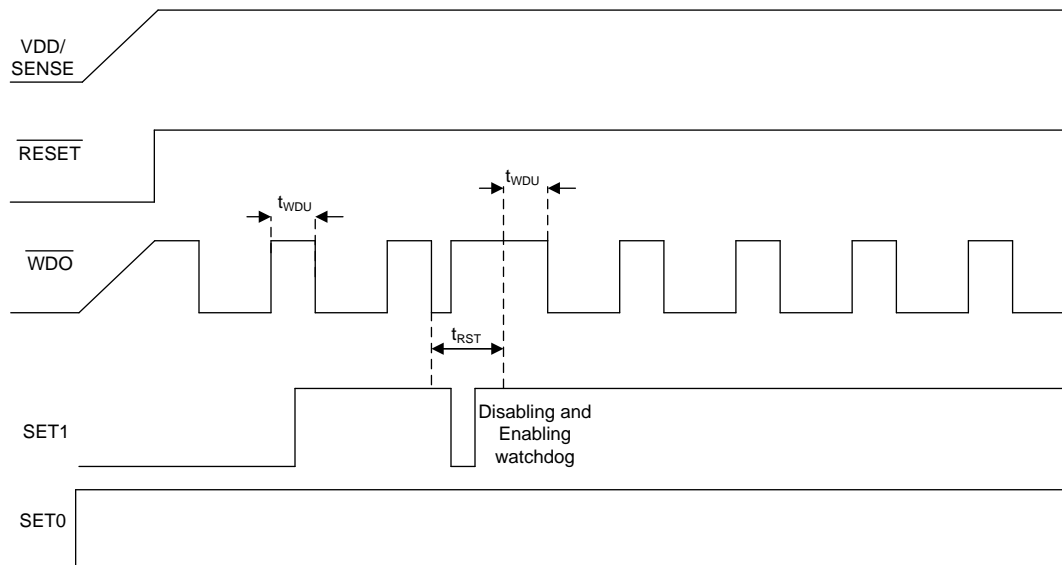 VDD/
SENSE
RESET
tWDU
tWDU
WDO
tRST
SET1
Disabling and
Enabling
watchdog
SET0